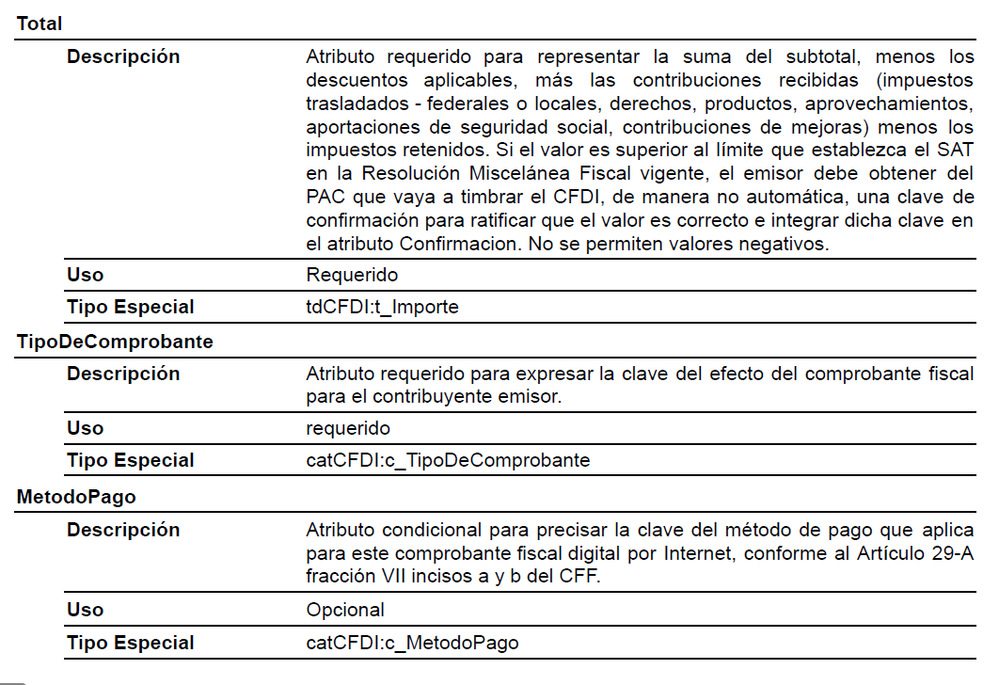 Total
Descripción Atributo requerido para representar la suma del subtotal, menos los
descuentos aplicables, más las contribuciones recibidas (impuestos
trasladados - federales o locales, derechos, productos, aprovechamientos,
aportaciones de seguridad social, contribuciones de mejoras) menos los
impuestos retenidos. Si el valor es superior al límite que establezca el SAT
en la Resolución Miscelánea Fiscal vigente, el emisor debe obtener del
PAC que vaya a timbrar el CFDI, de manera no automática, una clave de
confirmación para ratificar que el valor es correcto e integrar dicha clave en
el atributo Confirmacion. No se permiten valores negativos.
Uso Requerido
Tipo Especial tdCFDI:t_Importe
TipoDeComprobante
Descripción Atributo requerido para expresar la clave del efecto del comprobante fiscal
para el contribuyente emisor.
Uso requerido
Tipo Especial catCFDI:c_TipoDeComprobante
MetodoPago
Descripción Atributo condicional para precisar la clave del método de pago que aplica
para este comprobante fiscal digital por Internet, conforme al Artículo 29-A
fracción VII incisos a y b del CFF.
Uso Opcional
Tipo Especial catCFDI:c_MetodoPago